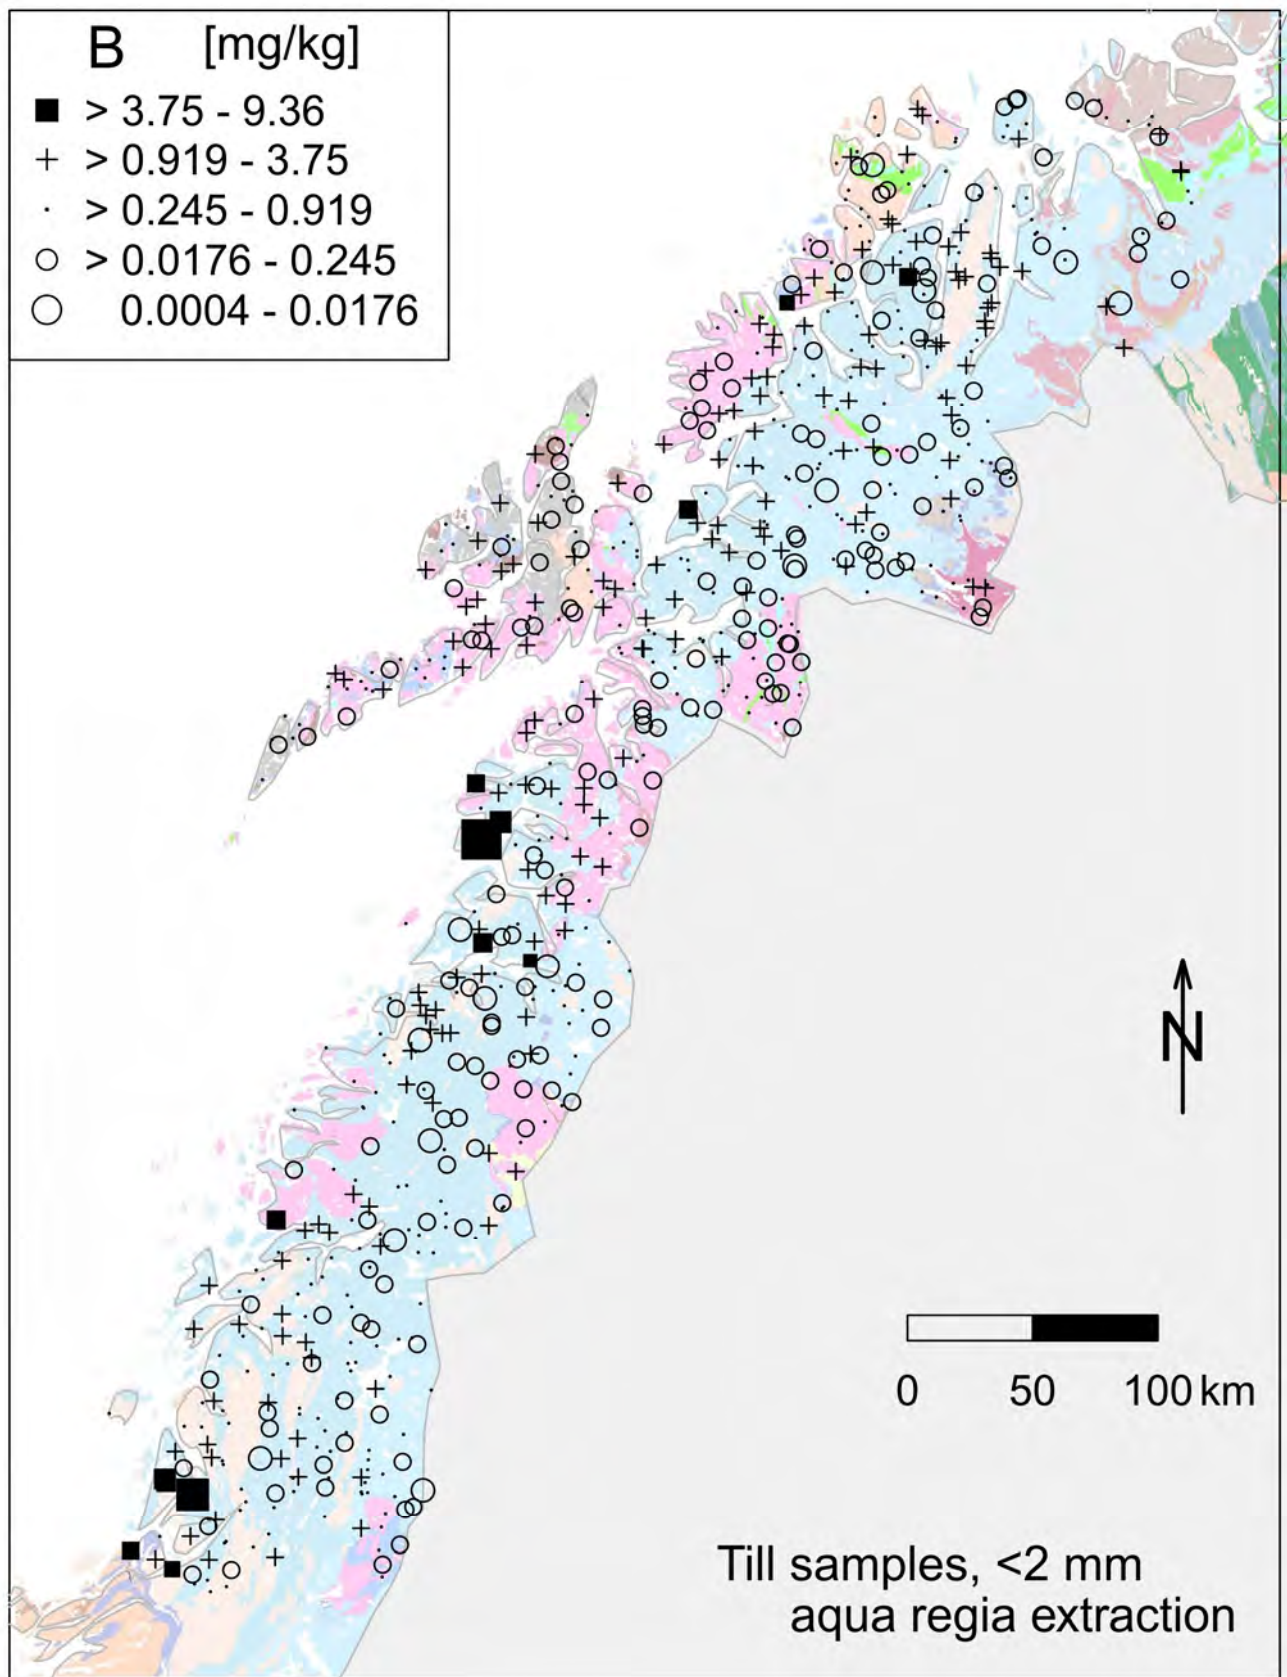 B [mg/kg]
> 3.75 - 9.36
> 0.919 - 3.75
> 0.245 - 0.919
> 0.0176 - 0.245
0.0004 - 0.0176
N
0 50 100 km
Till samples, <2 mm
aqua regia extraction